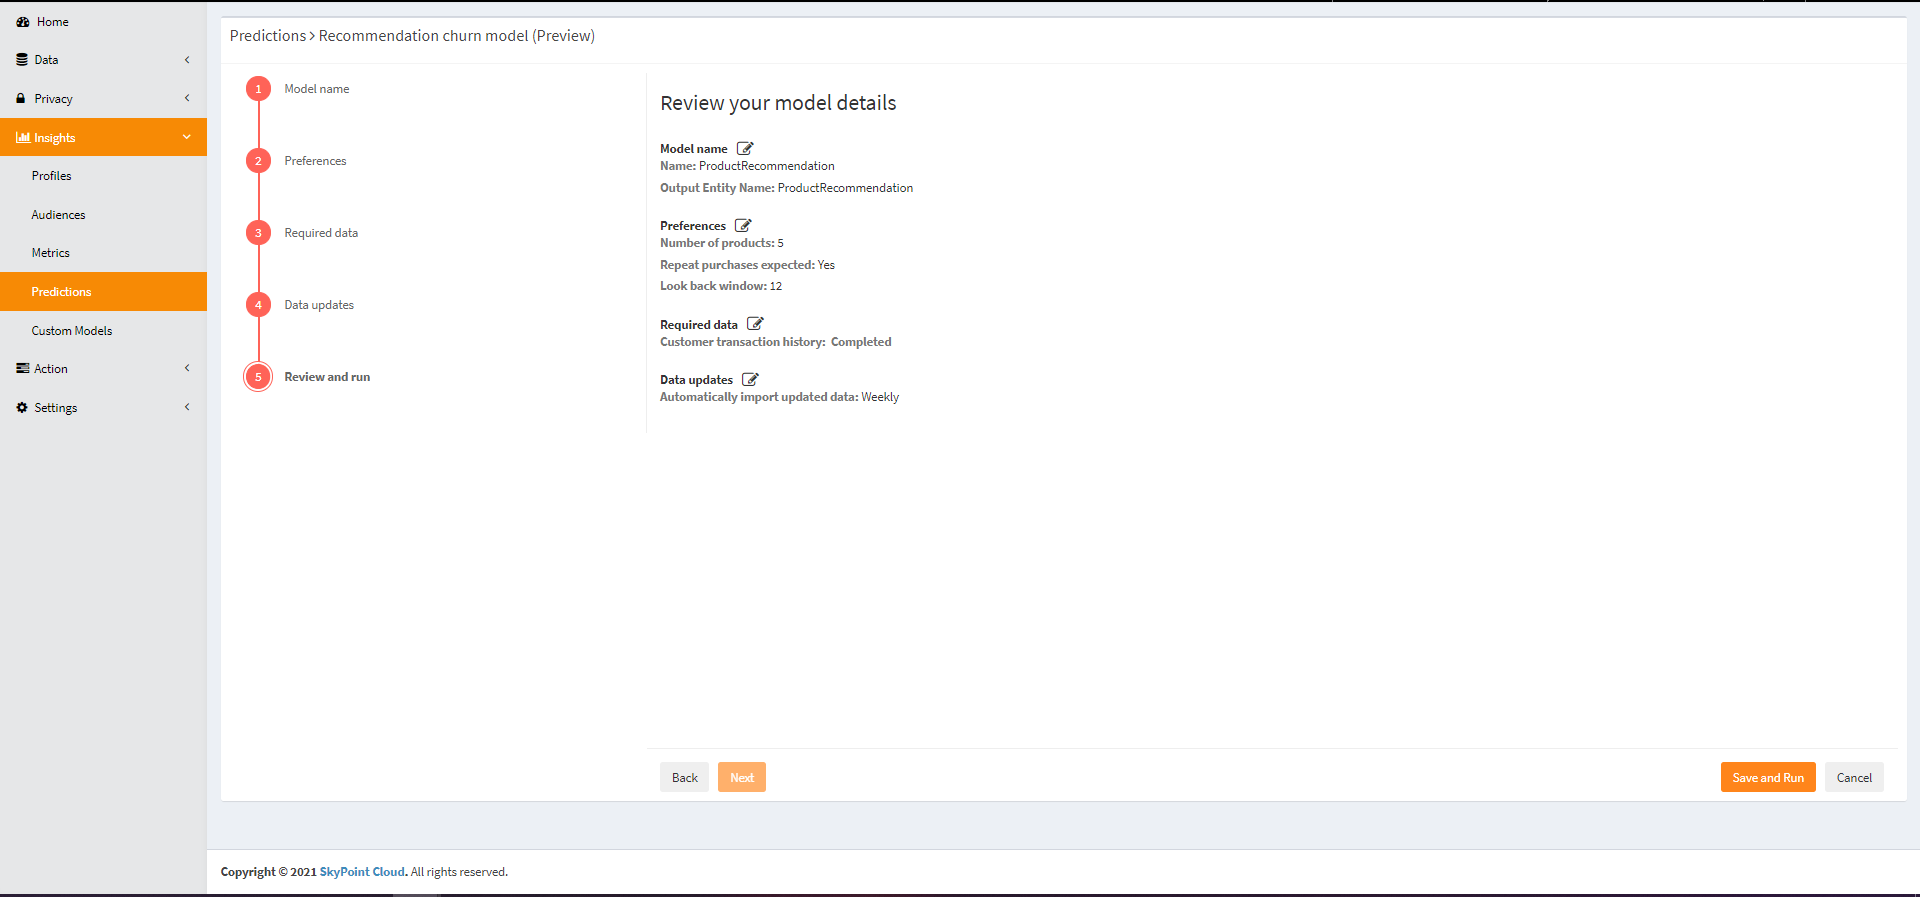 Home
Data
Privacy
Insights
Profiles
Audiences
Metrics
Predictions
Custom Models
Action
Settings
Predictions > Recommendation churn model (Preview)
1 Model name
2 Preferences
3 Required data
4 Data updates
5 Review and run
Review your model details
Model name
Name: ProductRecommendation
Output Entity Name: ProductRecommendation
Preferences
Number of products: 5
Repeat purchases expected: Yes
Look back window: 12
Required data
Customer transaction history: Completed
Data updates
Automatically import updated data: Weekly
Back Next Save and Run Cancel
Copyright © 2021 SkyPoint Cloud. All rights reserved.